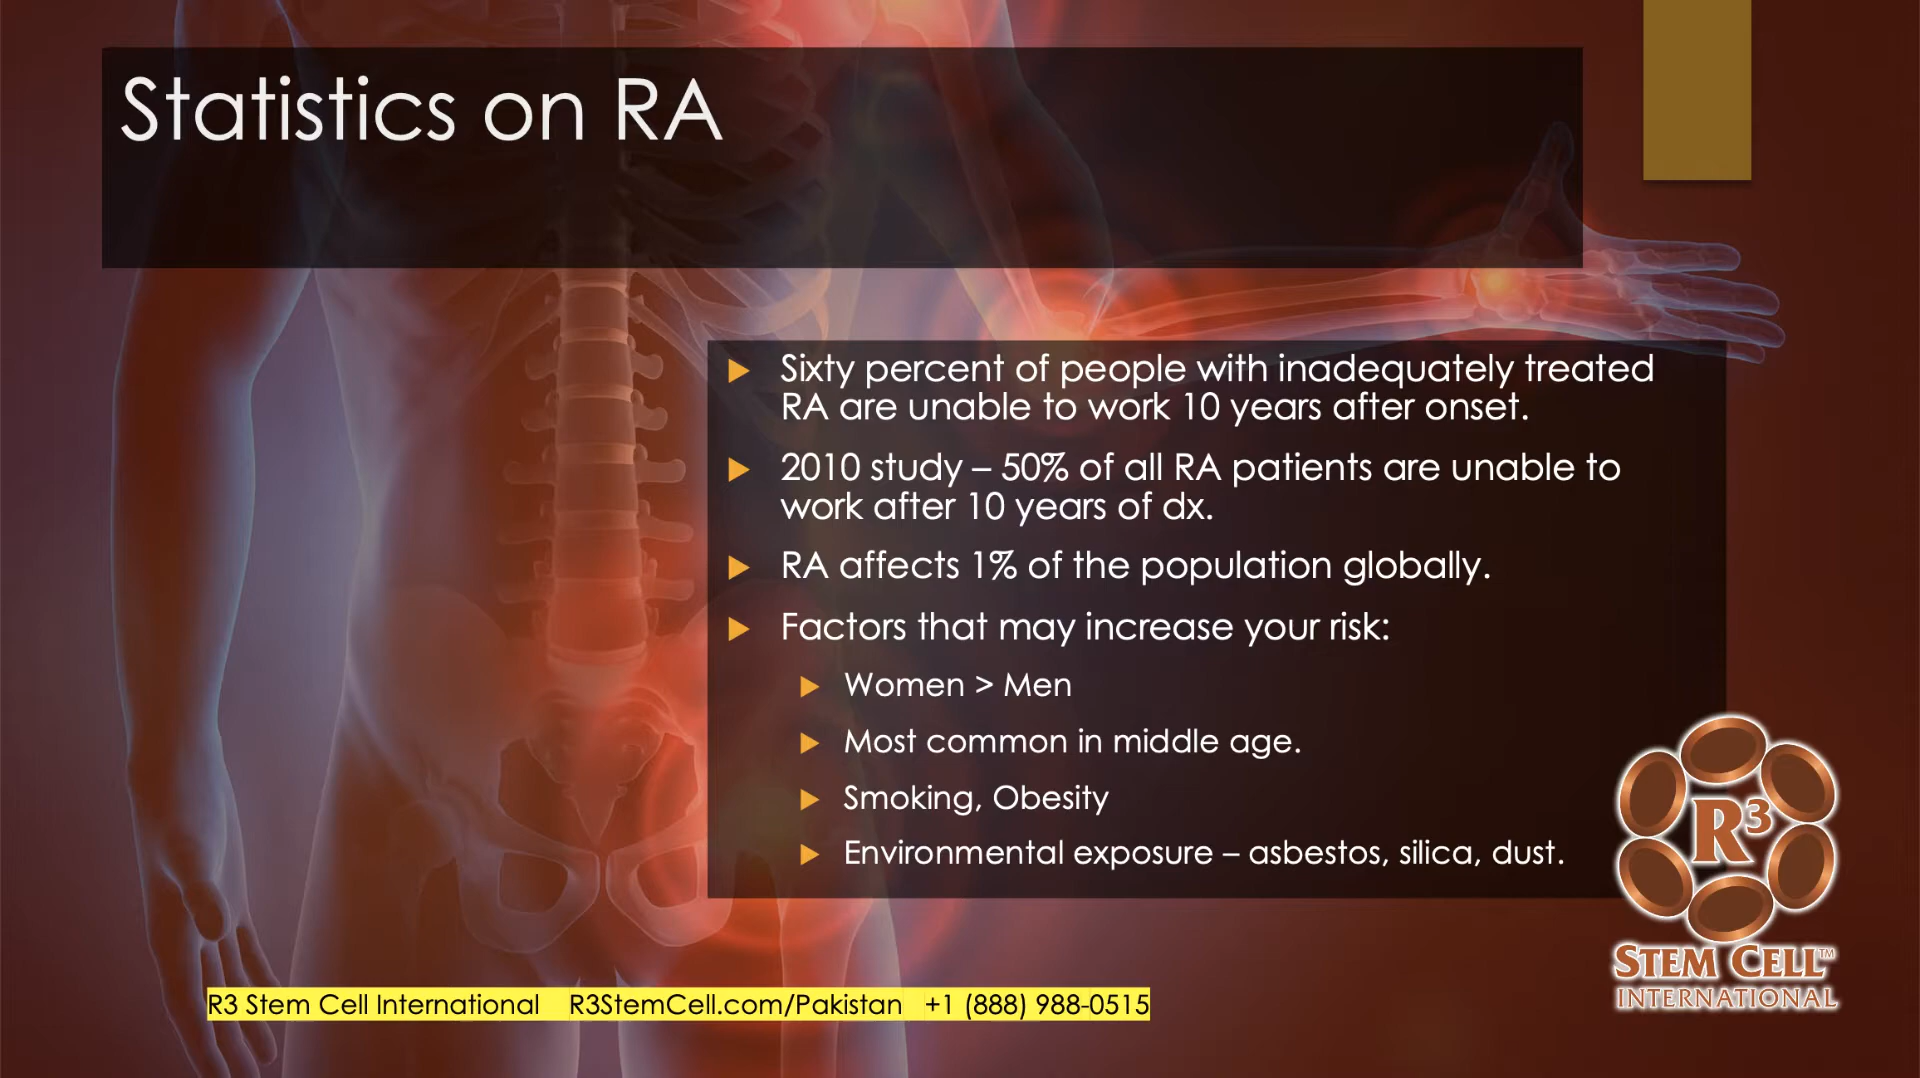 Statistics on RA
Sixty percent of people with inadequately treated
RA are unable to work 10 years after onset.
2010 study – 50% of all RA patients are unable to
work after 10 years of dx.
RA affects 1% of the population globally.
Factors that may increase your risk:
Women > Men
Most common in middle age.
Smoking, Obesity
Environmental exposure – asbestos, silica, dust.
R³
STEM CELL™
INTERNATIONAL
R3 Stem Cell International R3StemCell.com/Pakistan +1 (888) 988-0515